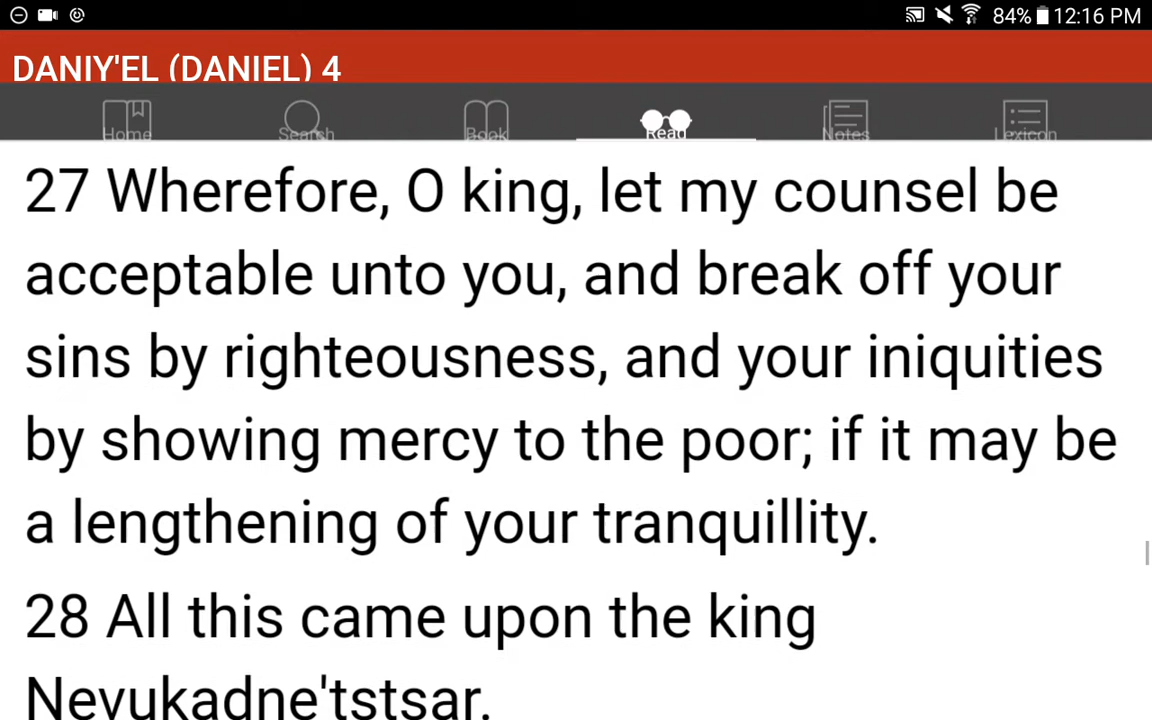 84% 12:16 PM
DANIY'EL (DANIEL) 4
Home Search Book Read Notes Lexicon
27 Wherefore, O king, let my counsel be
acceptable unto you, and break off your
sins by righteousness, and your iniquities
by showing mercy to the poor; if it may be
a lengthening of your tranquillity.
28 All this came upon the king
Nevukadne'tstsar.